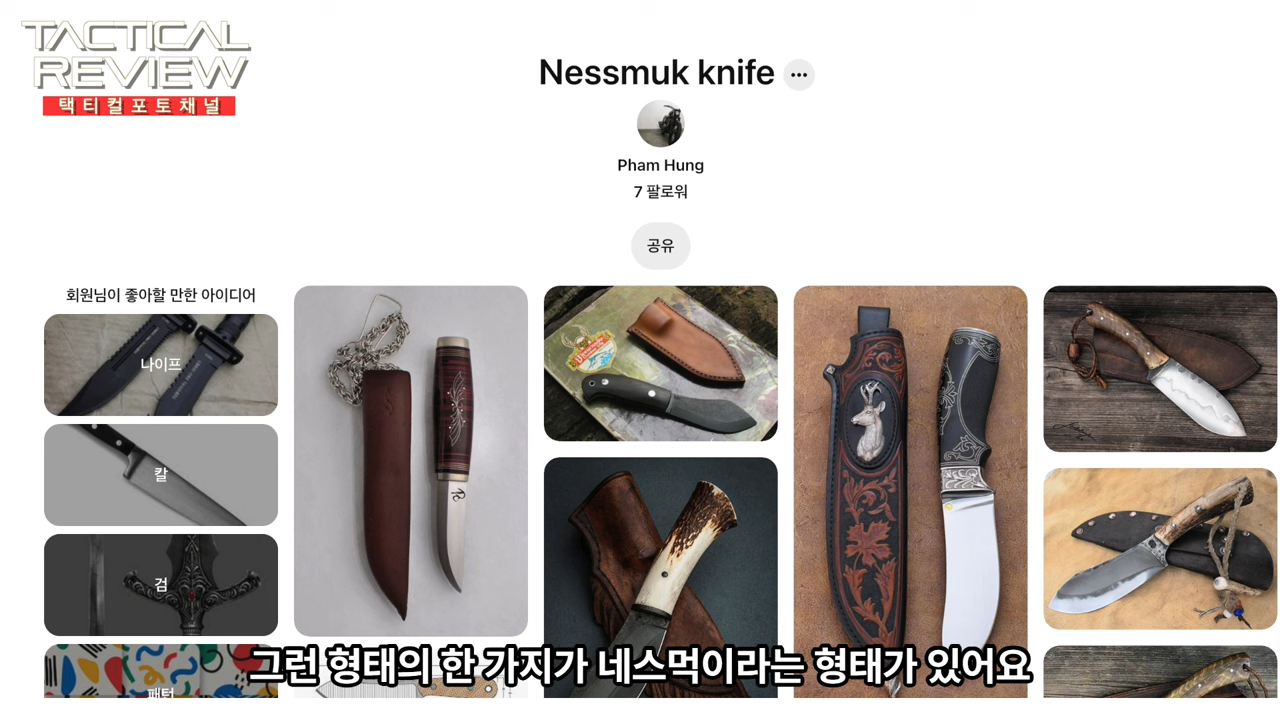 TACTICAL
REVIEW
택티컬포토채널
Nessmuk knife
Pham Hung
7 팔로워
공유
회원님이 좋아할 만한 아이디어
나이프
칼
검
패턴
그런 형태의 한 가지가 네스먹이라는 형태가 있어요